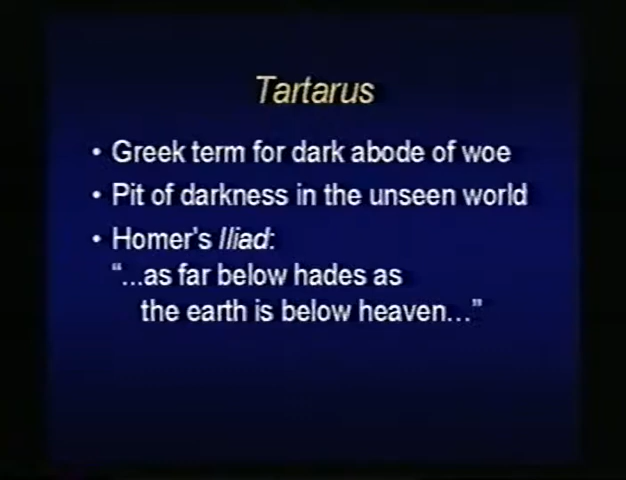 Tartarus
• Greek term for dark abode of woe
• Pit of darkness in the unseen world
• Homer's Iliad:
"...as far below hades as
the earth is below heaven..."